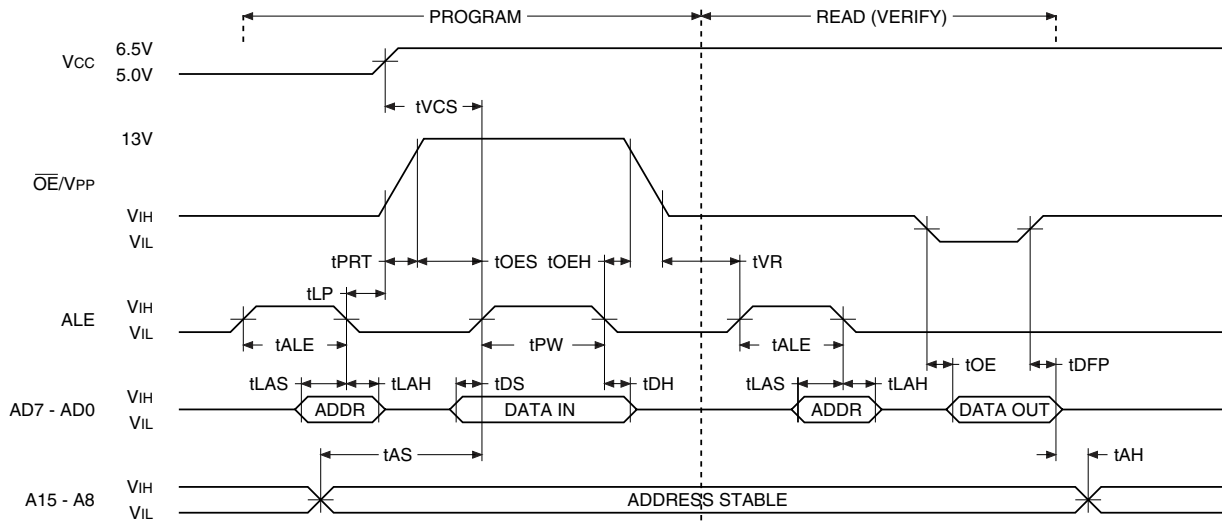 PROGRAM READ (VERIFY)
6.5V
VCC
5.0V
tVCS
13V
OE/VPP
VIH
VIL
tPRT tOES tOEH tVR
tLP
ALE
VIH
VIL
tALE tPW tALE tOE tDFP
tLAS tLAH tDS tDH tLAS tLAH
AD7 - AD0
VIH
VIL
ADDR DATA IN ADDR DATA OUT
tAS tAH
A15 - A8
VIH
VIL
ADDRESS STABLE